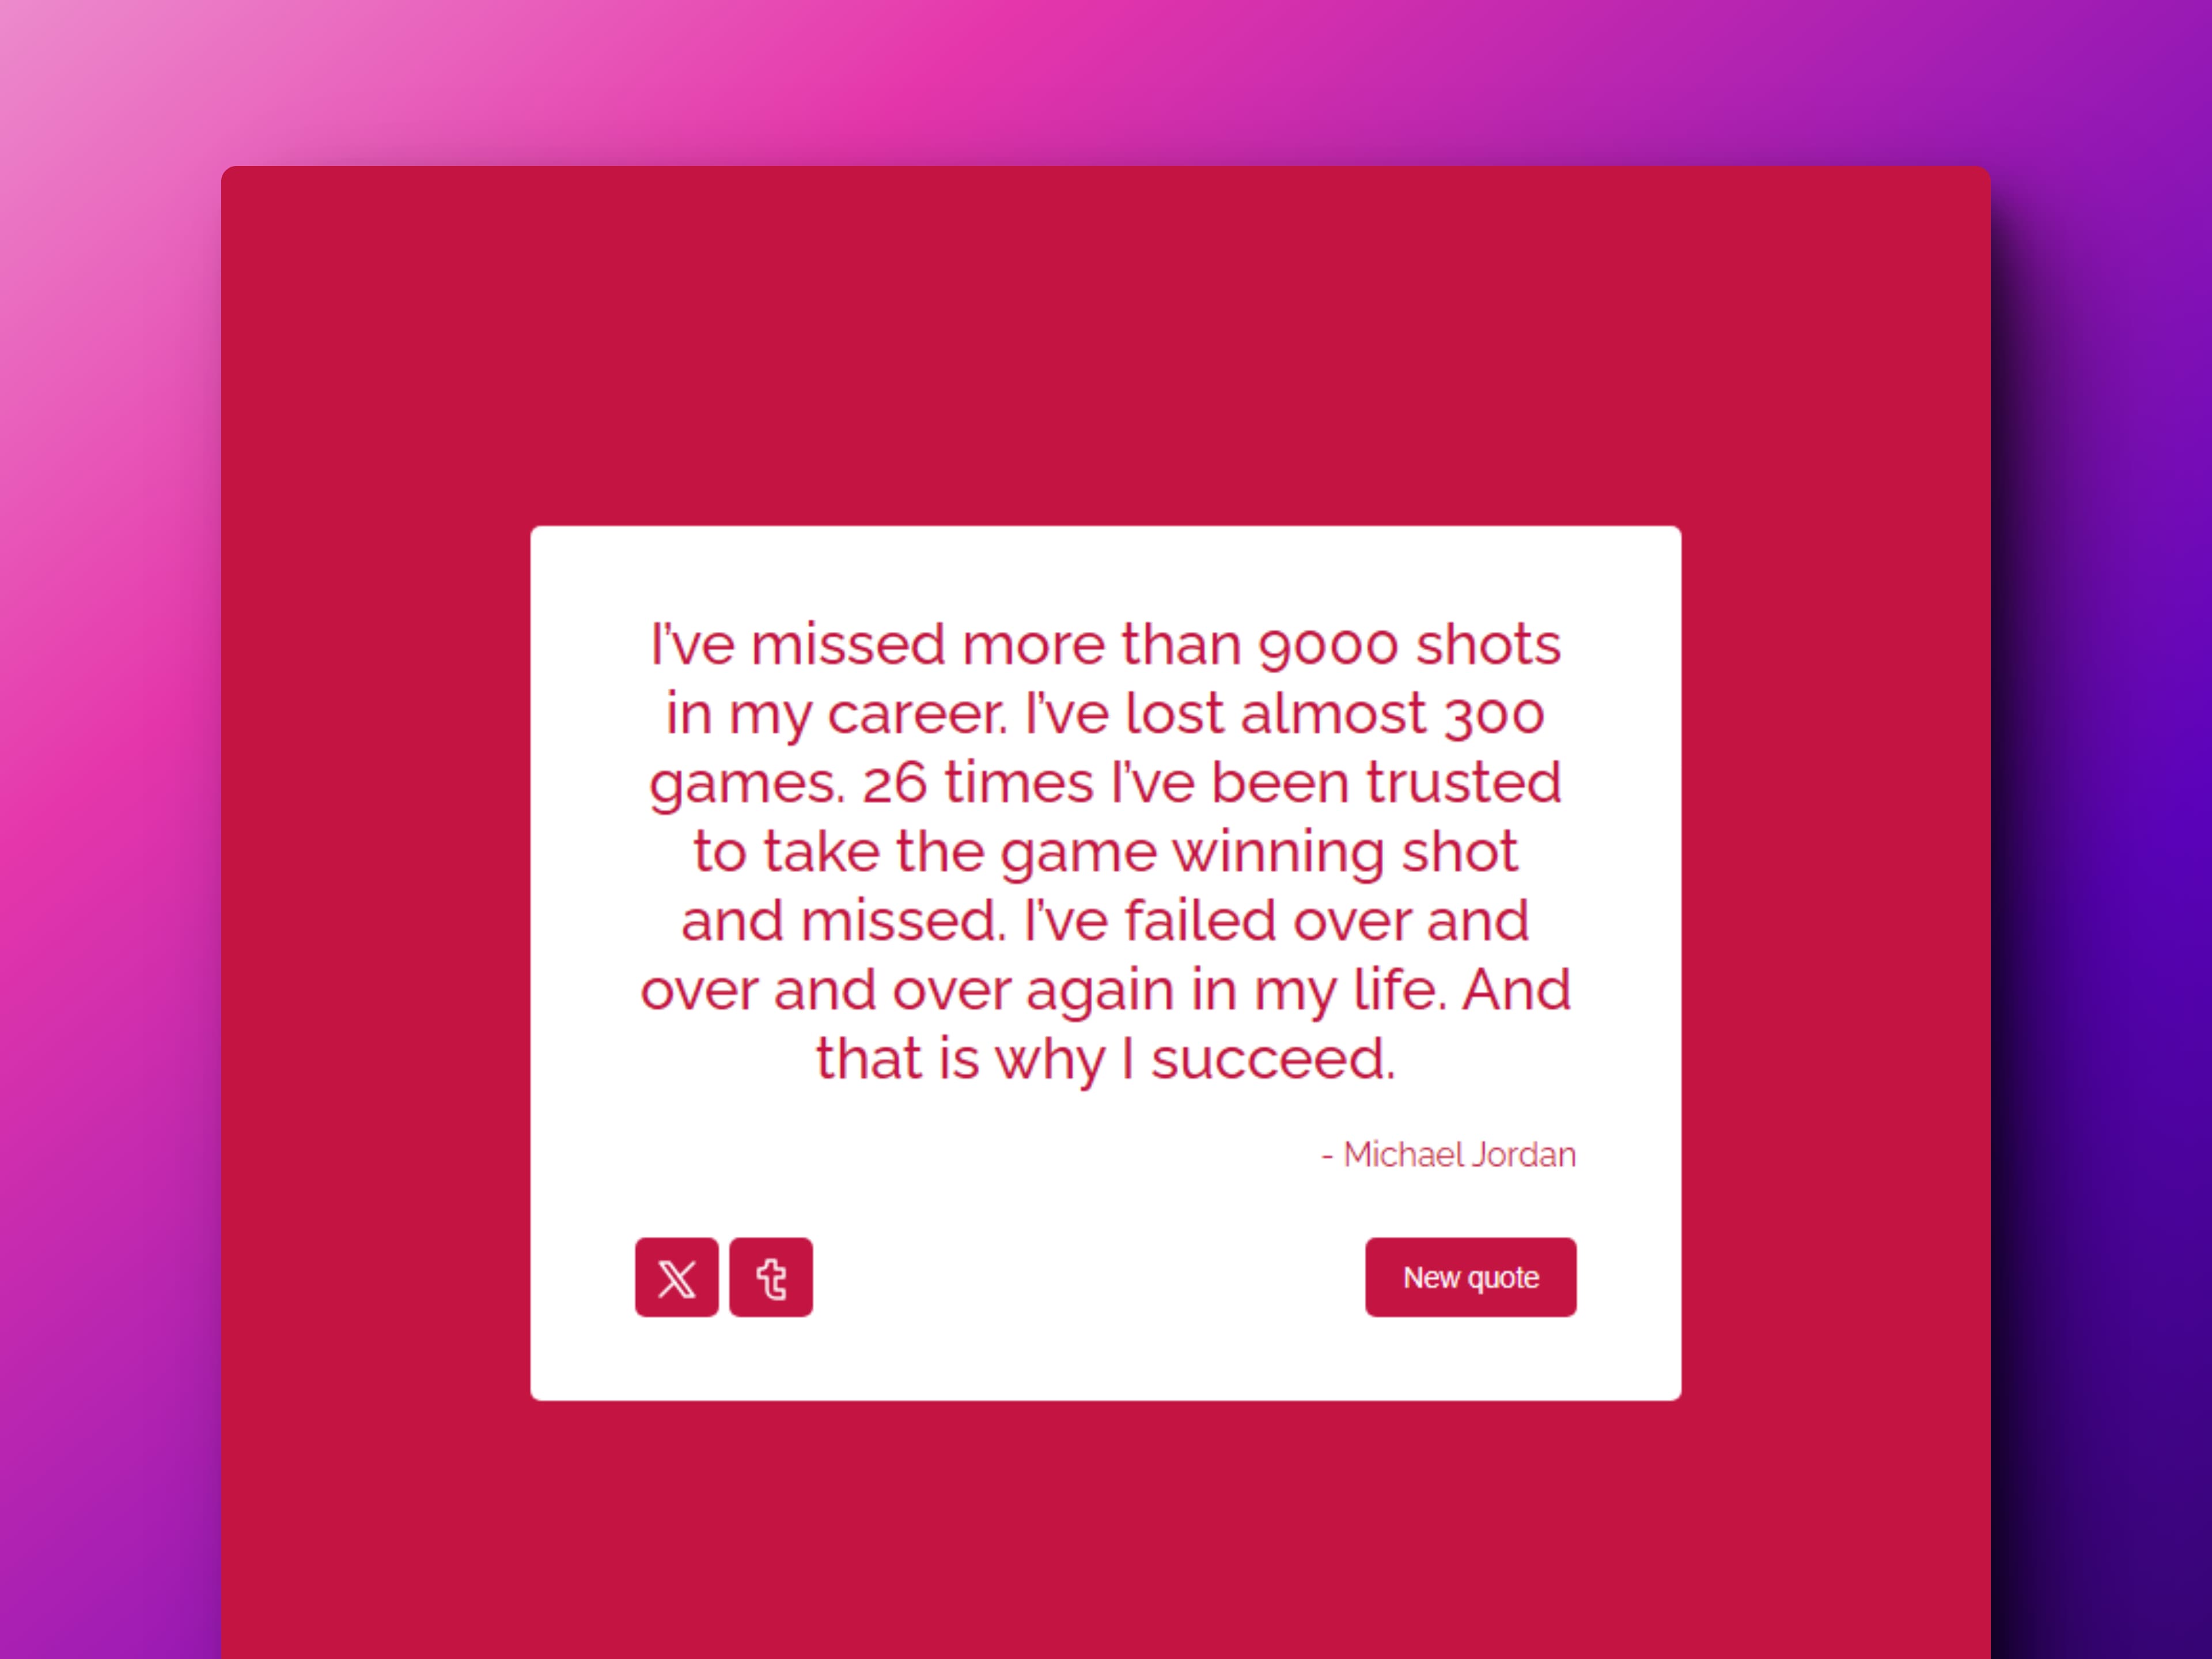 I’ve missed more than 9000 shots
in my career. I’ve lost almost 300
games. 26 times I’ve been trusted
to take the game winning shot
and missed. I’ve failed over and
over and over again in my life. And
that is why I succeed.
- Michael Jordan
New quote